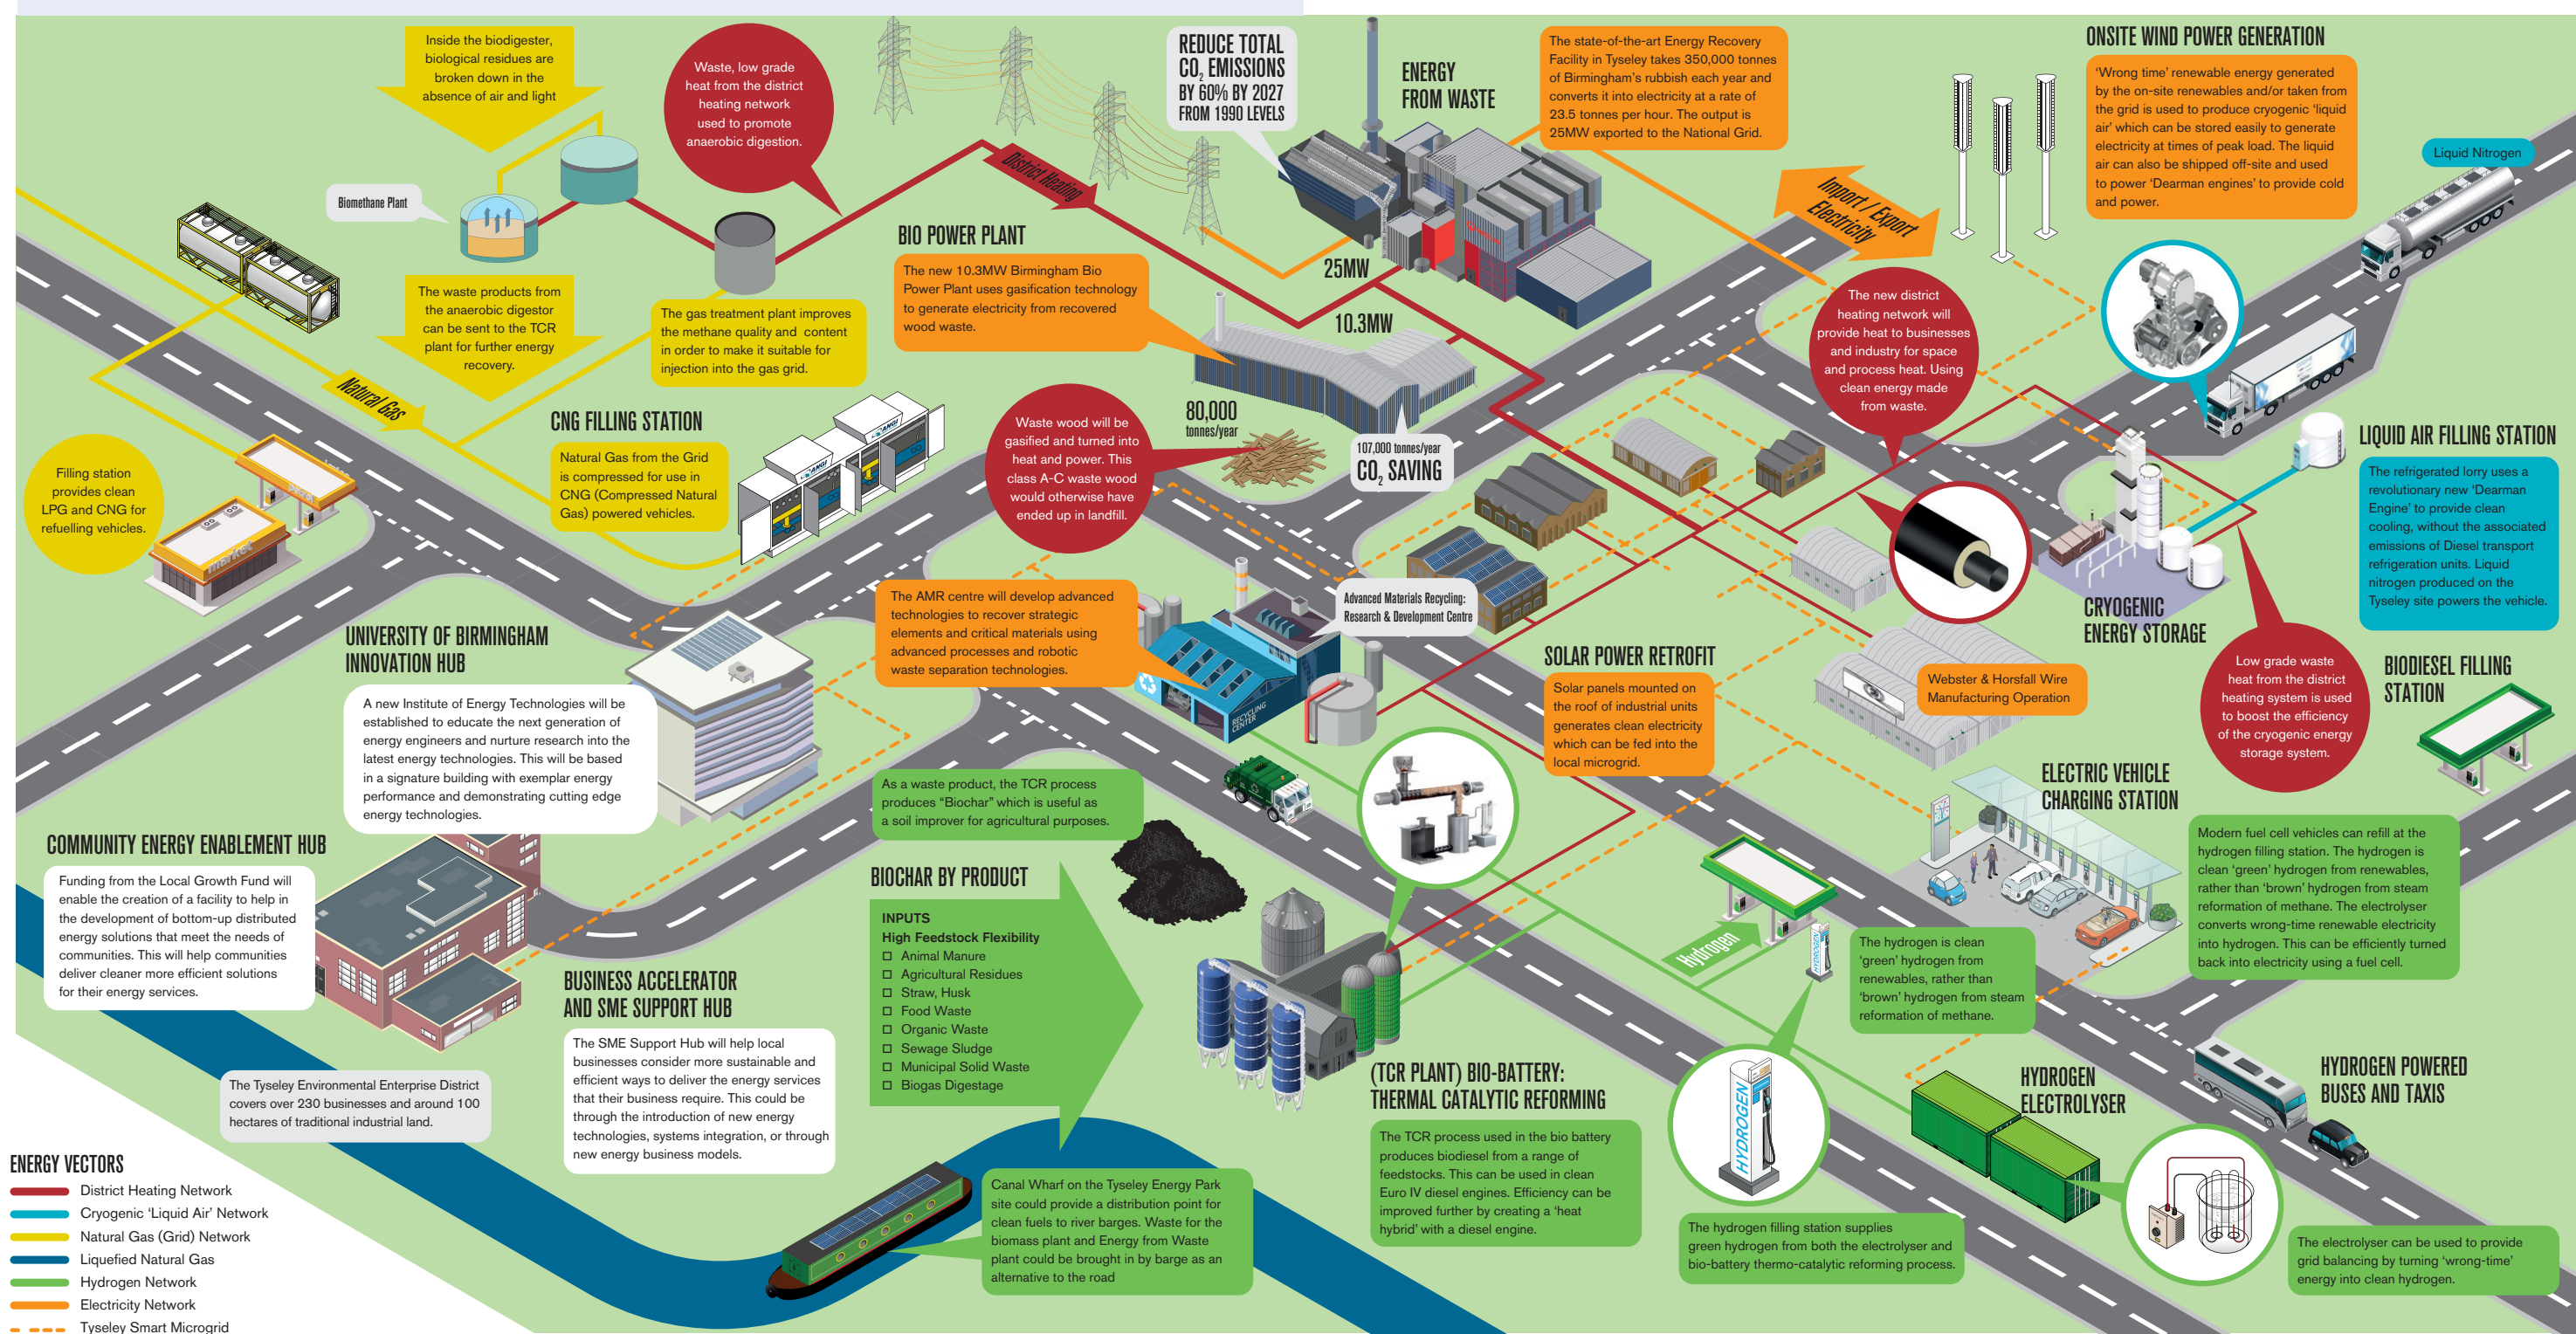 Inside the biodigester,
biological residues are
broken down in the
absence of air and light
Waste, low grade
heat from the district
heating network
used to promote
anaerobic digestion.
District Heating
REDUCE TOTAL
CO₂ EMISSIONS
BY 60% BY 2027
FROM 1990 LEVELS
ENERGY
FROM WASTE
The state-of-the-art Energy Recovery
Facility in Tyseley takes 350,000 tonnes
of Birmingham's rubbish each year and
converts it into electricity at a rate of
23.5 tonnes per hour. The output is
25MW exported to the National Grid.
ONSITE WIND POWER GENERATION
'Wrong time' renewable energy generated
by the on-site renewables and/or taken from
the grid is used to produce cryogenic 'liquid
air' which can be stored easily to generate
electricity at times of peak load. The liquid
air can also be shipped off-site and used
to power 'Dearman engines' to provide cold
and power.
Liquid Nitrogen
Import / Export
Electricity
Biomethane Plant
The waste products from
the anaerobic digestor
can be sent to the TCR
plant for further energy
recovery.
The gas treatment plant improves
the methane quality and content
in order to make it suitable for
injection into the gas grid.
BIO POWER PLANT
The new 10.3MW Birmingham Bio
Power Plant uses gasification technology
to generate electricity from recovered
wood waste.
25MW
10.3MW
The new district
heating network will
provide heat to businesses
and industry for space
and process heat. Using
clean energy made
from waste.
Natural Gas
Filling station
provides clean
LPG and CNG for
refuelling vehicles.
market
CNG FILLING STATION
Natural Gas from the Grid
is compressed for use in
CNG (Compressed Natural
Gas) powered vehicles.
ANGI
ANGI
Waste wood will be
gasified and turned into
heat and power. This
class A-C waste wood
would otherwise have
ended up in landfill.
80,000
tonnes/year
107,000 tonnes/year
CO₂ SAVING
LIQUID AIR FILLING STATION
The refrigerated lorry uses a
revolutionary new 'Dearman
Engine' to provide clean
cooling, without the associated
emissions of Diesel transport
refrigeration units. Liquid
nitrogen produced on the
Tyseley site powers the vehicle.
CRYOGENIC
ENERGY STORAGE
UNIVERSITY OF BIRMINGHAM
INNOVATION HUB
A new Institute of Energy Technologies will be
established to educate the next generation of
energy engineers and nurture research into the
latest energy technologies. This will be based
in a signature building with exemplar energy
performance and demonstrating cutting edge
energy technologies.
The AMR centre will develop advanced
technologies to recover strategic
elements and critical materials using
advanced processes and robotic
waste separation technologies.
Advanced Materials Recycling:
Research & Development Centre
RECYCLING
CENTER
SOLAR POWER RETROFIT
Solar panels mounted on
the roof of industrial units
generates clean electricity
which can be fed into the
local microgrid.
Webster & Horsfall Wire
Manufacturing Operation
Low grade waste
heat from the district
heating system is used
to boost the efficiency
of the cryogenic energy
storage system.
BIODIESEL FILLING
STATION
ELECTRIC VEHICLE
CHARGING STATION
COMMUNITY ENERGY ENABLEMENT HUB
Funding from the Local Growth Fund will
enable the creation of a facility to help in
the development of bottom-up distributed
energy solutions that meet the needs of
communities. This will help communities
deliver cleaner more efficient solutions
for their energy services.
As a waste product, the TCR process
produces "Biochar" which is useful as
a soil improver for agricultural purposes.
BIOCHAR BY PRODUCT
INPUTS
High Feedstock Flexibility
Animal Manure
Agricultural Residues
Straw, Husk
Food Waste
Organic Waste
Sewage Sludge
Municipal Solid Waste
Biogas Digestage
Modern fuel cell vehicles can refill at the
hydrogen filling station. The hydrogen is
clean 'green' hydrogen from renewables,
rather than 'brown' hydrogen from steam
reformation of methane. The electrolyser
converts wrong-time renewable electricity
into hydrogen. This can be efficiently turned
back into electricity using a fuel cell.
Hydrogen
HYDROGEN
The hydrogen is clean
'green' hydrogen from
renewables, rather than
'brown' hydrogen from steam
reformation of methane.
BUSINESS ACCELERATOR
AND SME SUPPORT HUB
The SME Support Hub will help local
businesses consider more sustainable and
efficient ways to deliver the energy services
that their business require. This could be
through the introduction of new energy
technologies, systems integration, or through
new energy business models.
The Tyseley Environmental Enterprise District
covers over 230 businesses and around 100
hectares of traditional industrial land.
(TCR PLANT) BIO-BATTERY:
THERMAL CATALYTIC REFORMING
The TCR process used in the bio battery
produces biodiesel from a range of
feedstocks. This can be used in clean
Euro IV diesel engines. Efficiency can be
improved further by creating a 'heat
hybrid' with a diesel engine.
HYDROGEN
The hydrogen filling station supplies
green hydrogen from both the electrolyser and
bio-battery thermo-catalytic reforming process.
HYDROGEN
ELECTROLYSER
HYDROGEN POWERED
BUSES AND TAXIS
The electrolyser can be used to provide
grid balancing by turning 'wrong-time'
energy into clean hydrogen.
Canal Wharf on the Tyseley Energy Park
site could provide a distribution point for
clean fuels to river barges. Waste for the
biomass plant and Energy from Waste
plant could be brought in by barge as an
alternative to the road
ENERGY VECTORS
District Heating Network
Cryogenic 'Liquid Air' Network
Natural Gas (Grid) Network
Liquefied Natural Gas
Hydrogen Network
Electricity Network
Tyseley Smart Microgrid